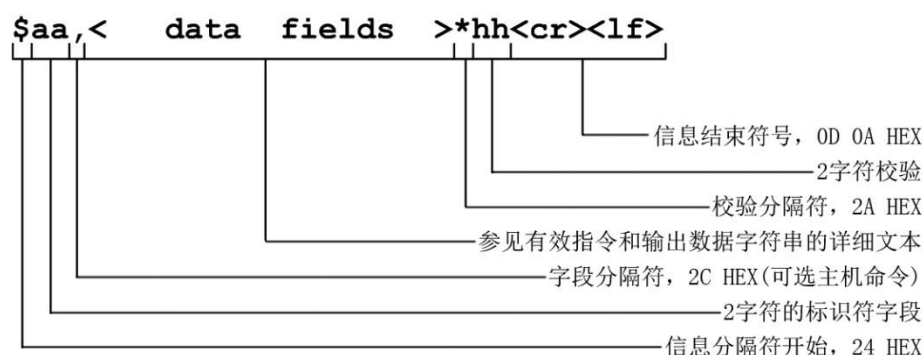 $aa,< data fields >*hh<cr><lf>
信息结束符号, 0D 0A HEX
2字符校验
校验分隔符, 2A HEX
参见有效指令和输出数据字符串的详细文本
字段分隔符, 2C HEX(可选主机命令)
2字符的标识符字段
信息分隔符开始, 24 HEX